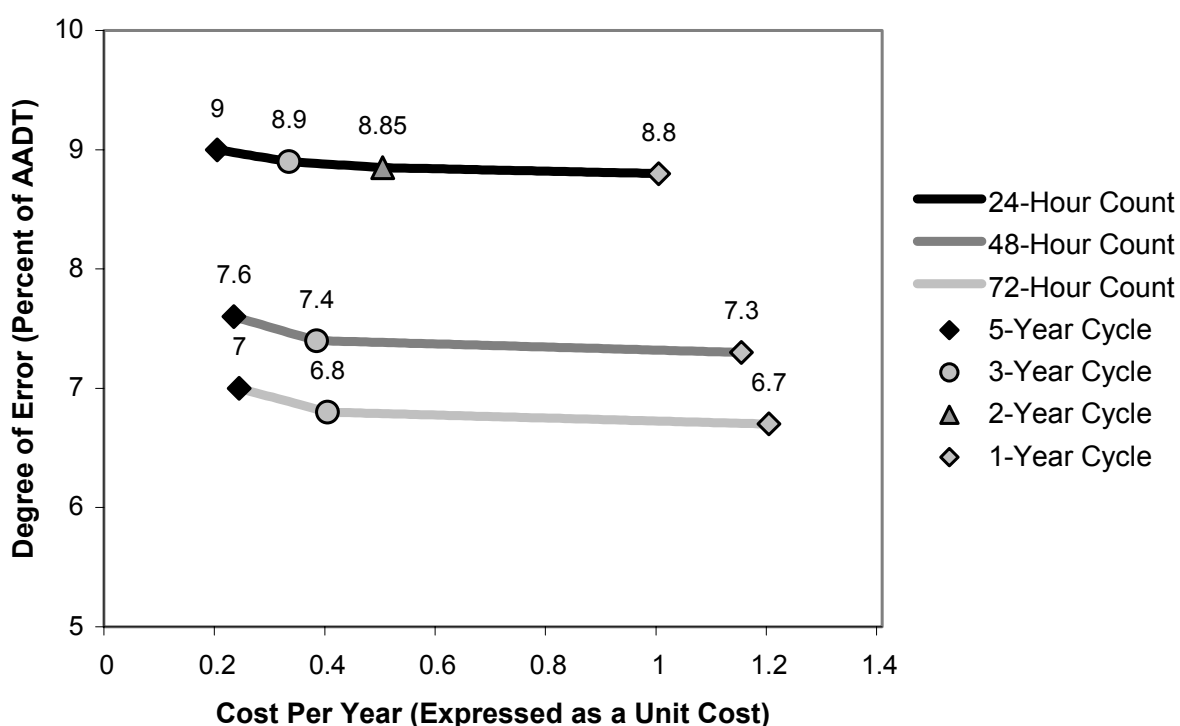 10
9
8.9
8.85
8.8
9
8
7.6
7.4
7.3
7
6.8
6.7
7
6
5
0
0.2
0.4
0.6
0.8
1
1.2
1.4
Degree of Error (Percent of AADT)
Cost Per Year (Expressed as a Unit Cost)
24-Hour Count
48-Hour Count
72-Hour Count
5-Year Cycle
3-Year Cycle
2-Year Cycle
1-Year Cycle